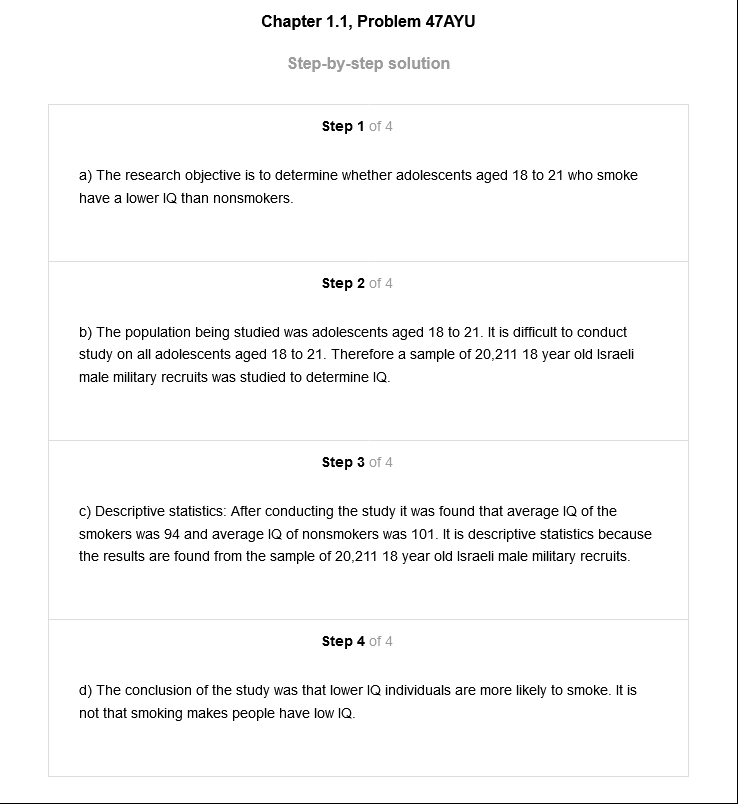 Chapter 1.1, Problem 47AYU
Step-by-step solution
Step 1 of 4
a) The research objective is to determine whether adolescents aged 18 to 21 who smoke
have a lower IQ than nonsmokers.
Step 2 of 4
b) The population being studied was adolescents aged 18 to 21. It is difficult to conduct
study on all adolescents aged 18 to 21. Therefore a sample of 20,211 18 year old Israeli
male military recruits was studied to determine IQ.
Step 3 of 4
c) Descriptive statistics: After conducting the study it was found that average IQ of the
smokers was 94 and average IQ of nonsmokers was 101. It is descriptive statistics because
the results are found from the sample of 20,211 18 year old Israeli male military recruits.
Step 4 of 4
d) The conclusion of the study was that lower IQ individuals are more likely to smoke. It is
not that smoking makes people have low IQ.